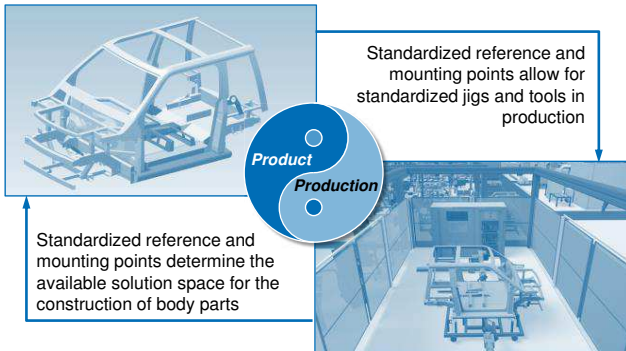 Standardized reference and
mounting points allow for
standardized jigs and tools in
production
Product
Production
Standardized reference and
mounting points determine the
available solution space for the
construction of body parts